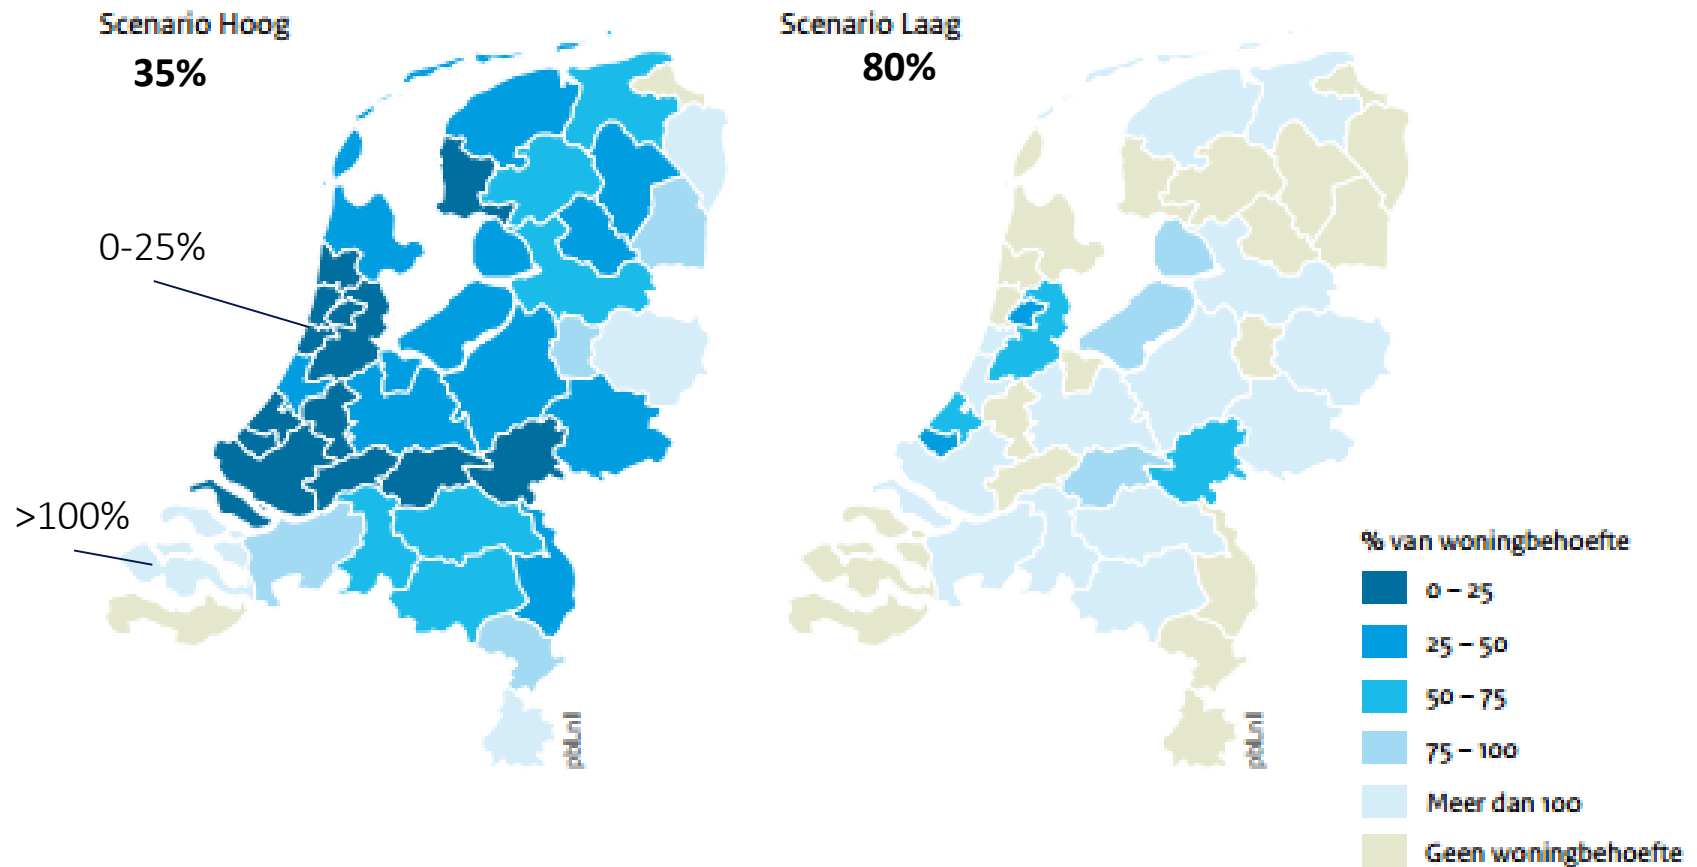 Scenario Hoog
35%
Scenario Laag
80%
0-25%
>100%
pbl.nl
pbl.nl
% van woningbehoefte
0 – 25
25 – 50
50 – 75
75 – 100
Meer dan 100
Geen woningbehoefte